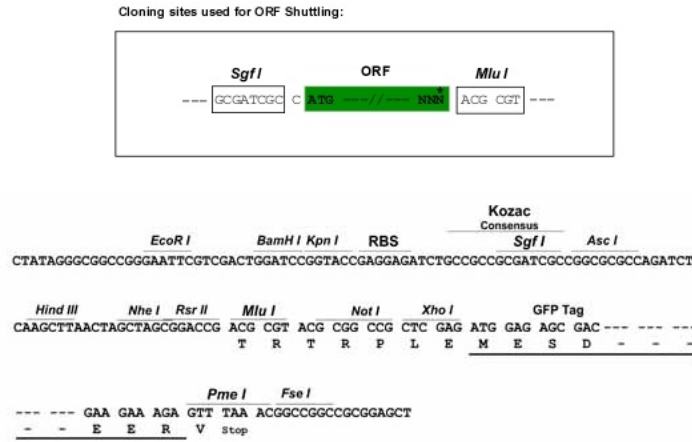 Cloning sites used for ORF Shuttling:
Sgf I ORF Mlu I
--- GCGATCGC C ATG ---//--- NNN* ACG CGT ---
Kozac
Consensus
EcoR I BamH I Kpn I RBS Sgf I Asc I
CTATAGGGCGGCCGGGAATTCGTCGACTGGATCCGGTACCGAGGAGATCTGCCGCCGCGATCGCCGGCGCGCCAGATCT
Hind III Nhe I Rsr II Mlu I Not I Xho I GFP Tag
CAAGCTTAACTAGCTAGCGGACCG ACG CGT ACG CGG CCG CTC GAG ATG GAG AGC GAC --- --- ---
T R T R P L E M E S D - - -
Pme I Fse I
--- --- GAA GAA AGA GTT TAA ACGGCCGGCCGCGGAGCT
- - E E R V Stop